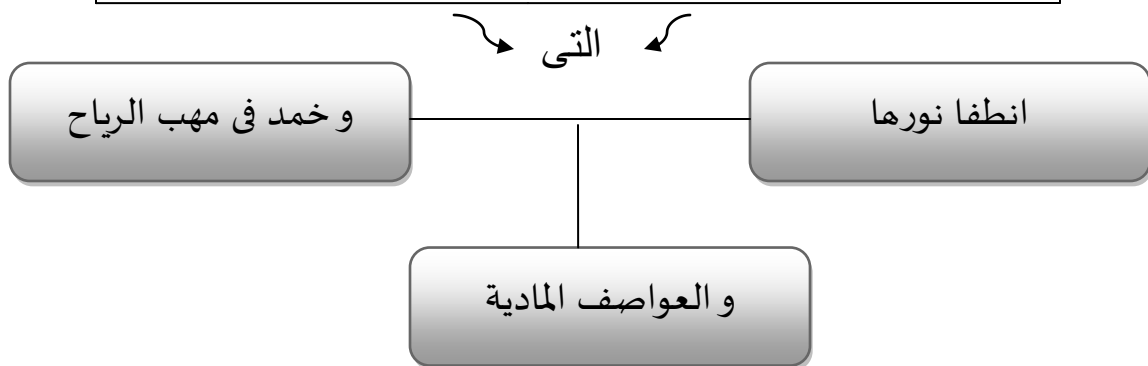 التى
انطفا نورها
و خمد فى مهب الرياح
و العواصف المادية